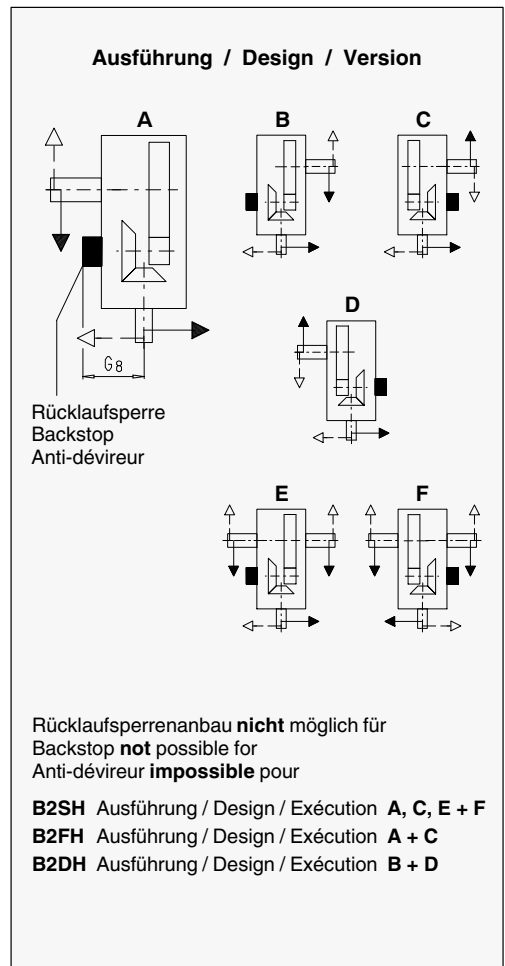 Ausführung / Design / Version
A
B
C
G8
D
Rücklaufsperre
Backstop
Anti-dévireur
E
F
Rücklaufsperrenanbau nicht möglich für
Backstop not possible for
Anti-dévireur impossible pour
B2SH Ausführung / Design / Exécution A, C, E + F
B2FH Ausführung / Design / Exécution A + C
B2DH Ausführung / Design / Exécution B + D